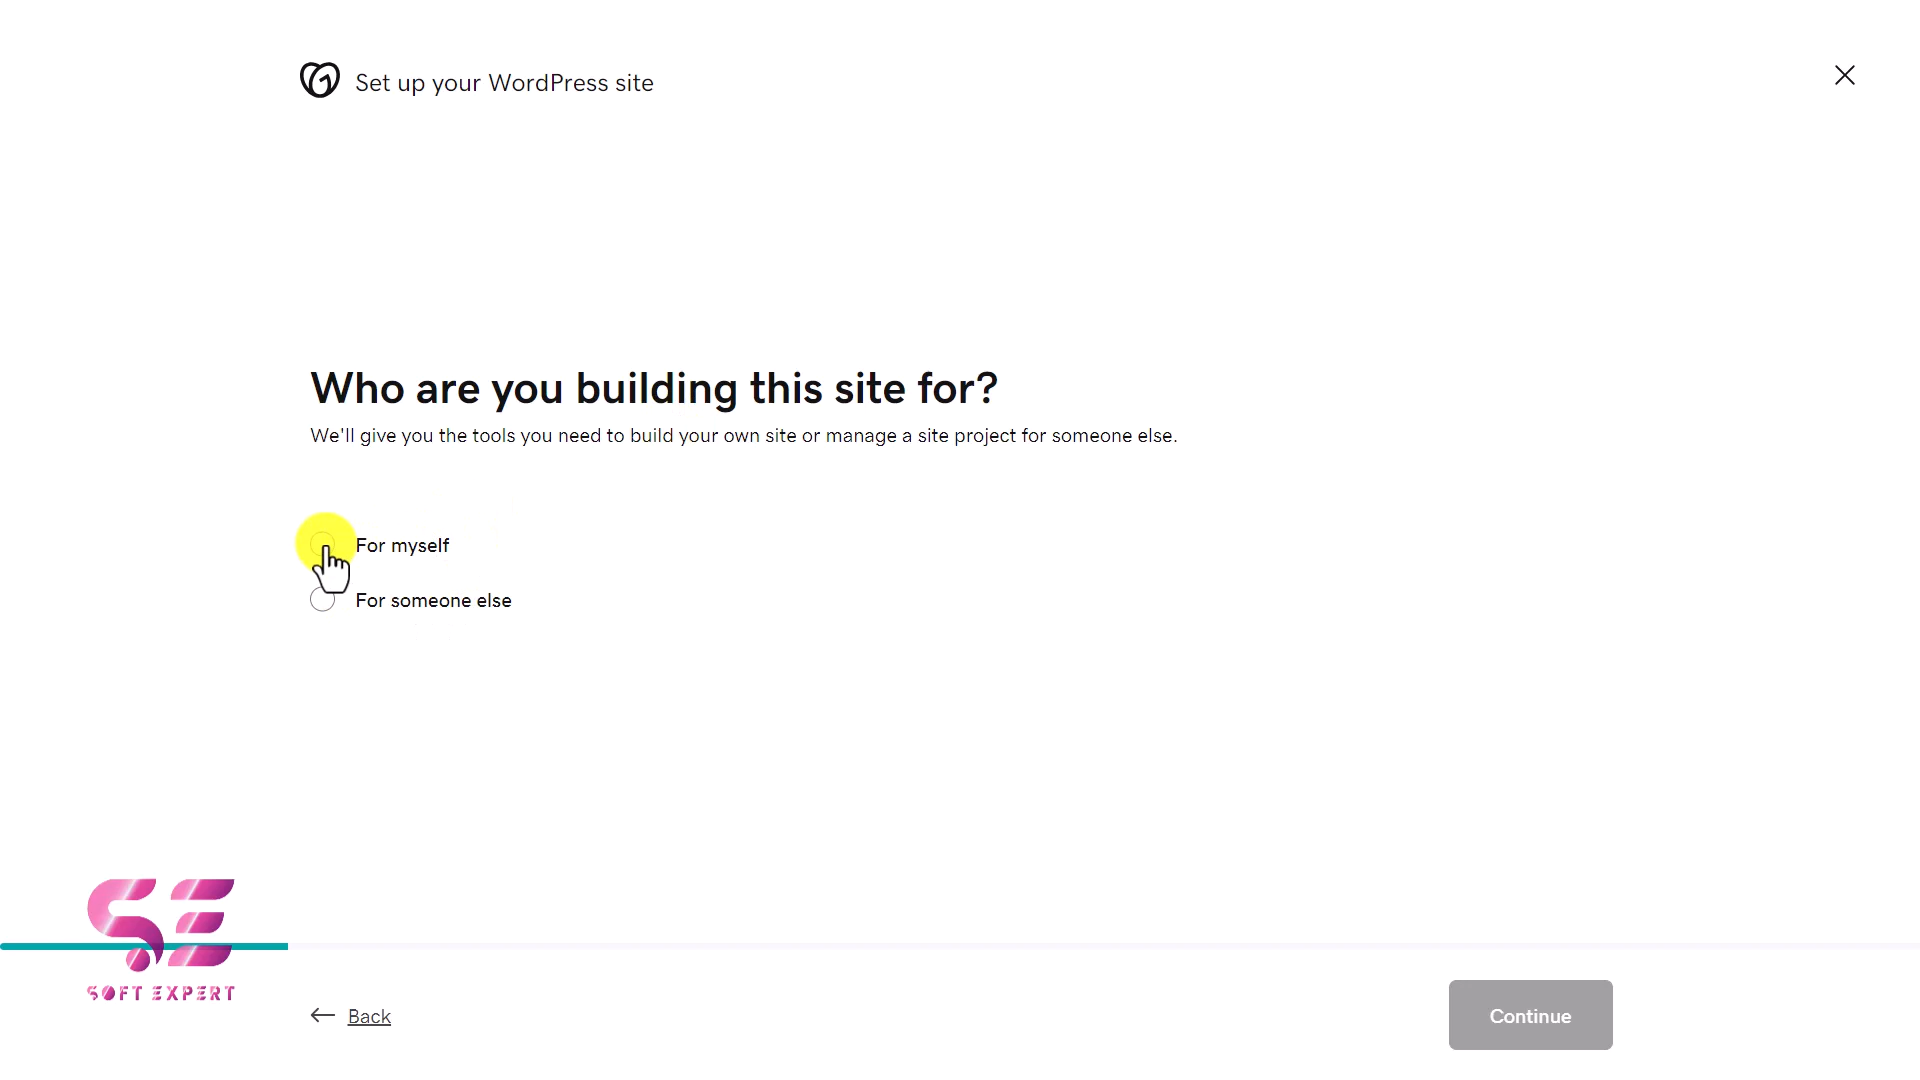 Set up your WordPress site
Who are you building this site for?
We'll give you the tools you need to build your own site or manage a site project for someone else.
For myself
For someone else
SE
SOFT EXPERT
Back
Continue